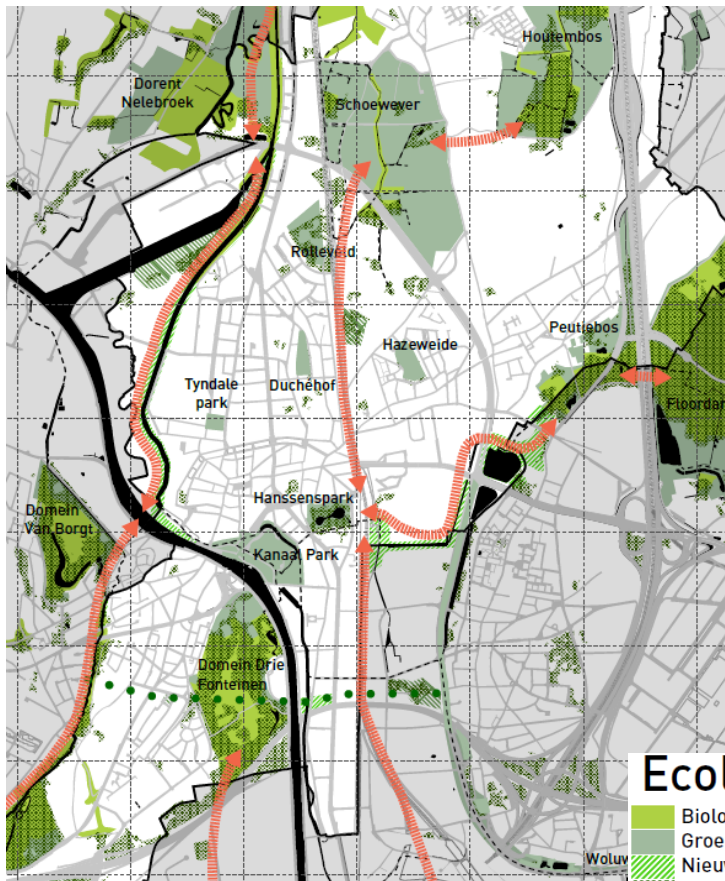 Houtembos
Dorent
Nelebroek
Schoewever
Rotleveld
Peutiebos
Hazeweide
Tyndale
park
Duchéhof
Floordam
Hanssenspark
Domein
Van Borgt
Kanaal Park
Domein Drie
Fonteinen
Ecol
Biolo
Groe
Nieuw
Woluw